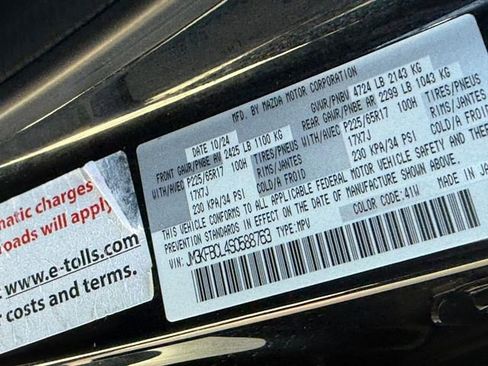 MFD. BY MAZDA MOTOR CORPORATION
DATE 10/24 GVWR/PNBV 4724 LB 2143 KG
FRONT GAWR/PNBE AV 2425 LB 1100 KG REAR GAWR/PNBE AR 2299 LB 1043 KG
WITH/AVEC P225/65R17 100H TIRES/PNEUS WITH/AVEC P225/65R17 100H TIRES/PNEUS
17X7J RIMS/JANTES 17X7J RIMS/JANTES
230 KPA/34 PSI COLD/A FROID 230 KPA/34 PSI COLD/A FROID
THIS VEHICLE CONFORMS TO ALL APPLICABLE FEDERAL MOTOR VEHICLE SAFETY AND THEFT
PREVENTION STANDARDS IN EFFECT ON THE DATE OF MANUFACTURE SHOWN ABOVE.
VIN: TYPE: MPV COLOR CODE: 41W
matic charges
roads will apply
www.e-tolls.com
costs and terms.